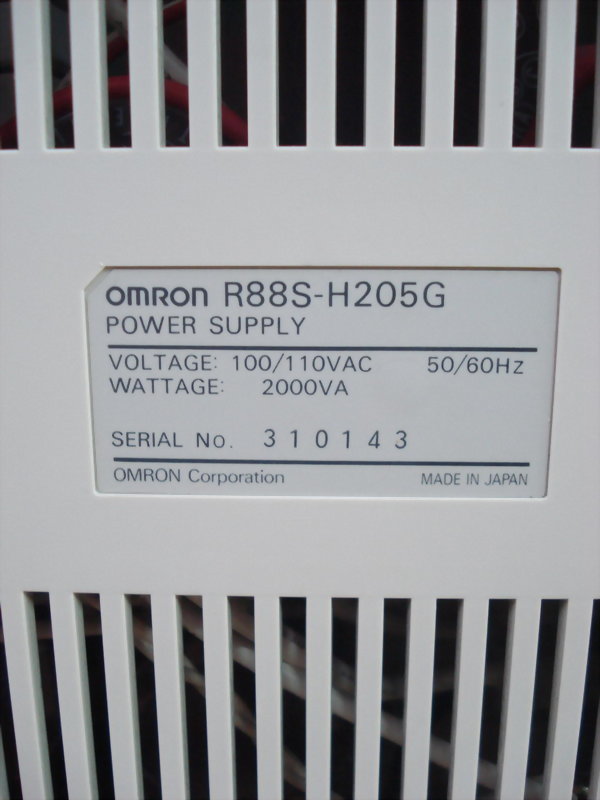 OMRON R88S-H205G
POWER SUPPLY
VOLTAGE: 100/110VAC 50/60Hz
WATTAGE: 2000VA
SERIAL No. 310143
OMRON Corporation MADE IN JAPAN